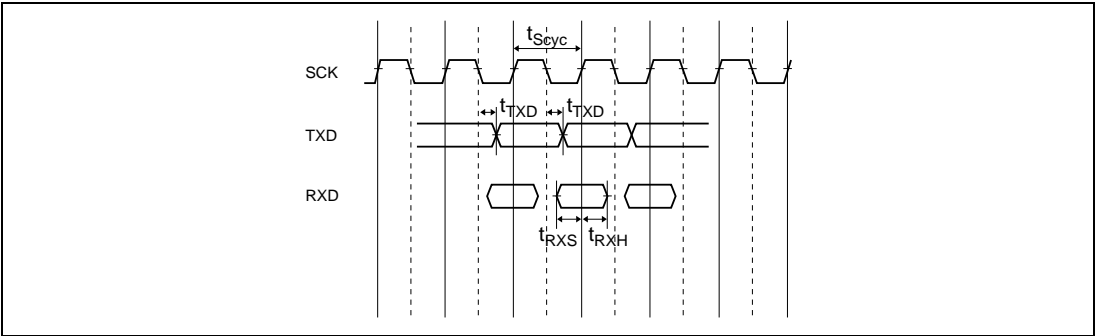 tScyc
SCK
tTXD tTXD
TXD
RXD
tRXS tRXH